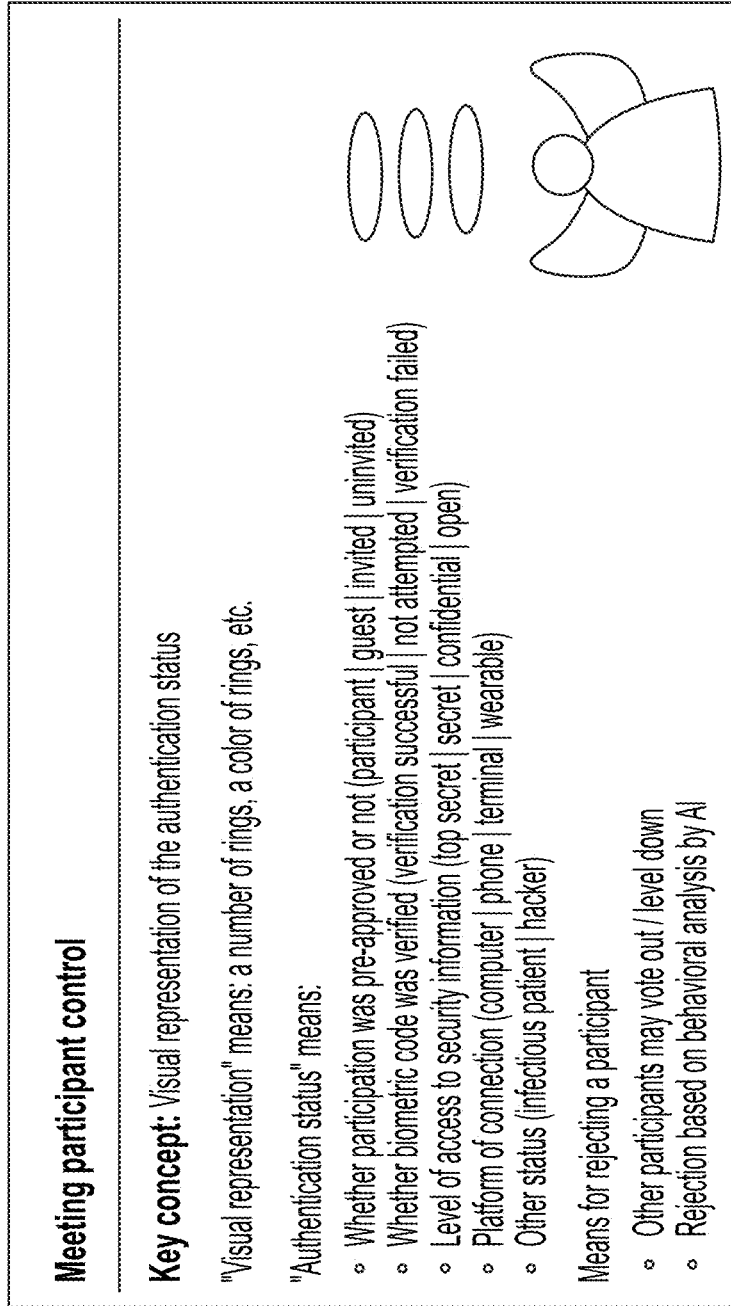 Meeting participant control
Key concept: Visual representation of the authentication status
"Visual representation" means: a number of rings, a color of rings, etc.
"Authentication status" means:
∘ Whether participation was pre-approved or not (participant | guest | invited | uninvited)
∘ Whether biometric code was verified (verification successful | not attempted | verification failed)
∘ Level of access to security information (top secret | secret | confidential | open)
∘ Platform of connection (computer | phone | terminal | wearable)
∘ Other status (infectious patient | hacker)
Means for rejecting a participant
∘ Other participants may vote out / level down
∘ Rejection based on behavioral analysis by AI